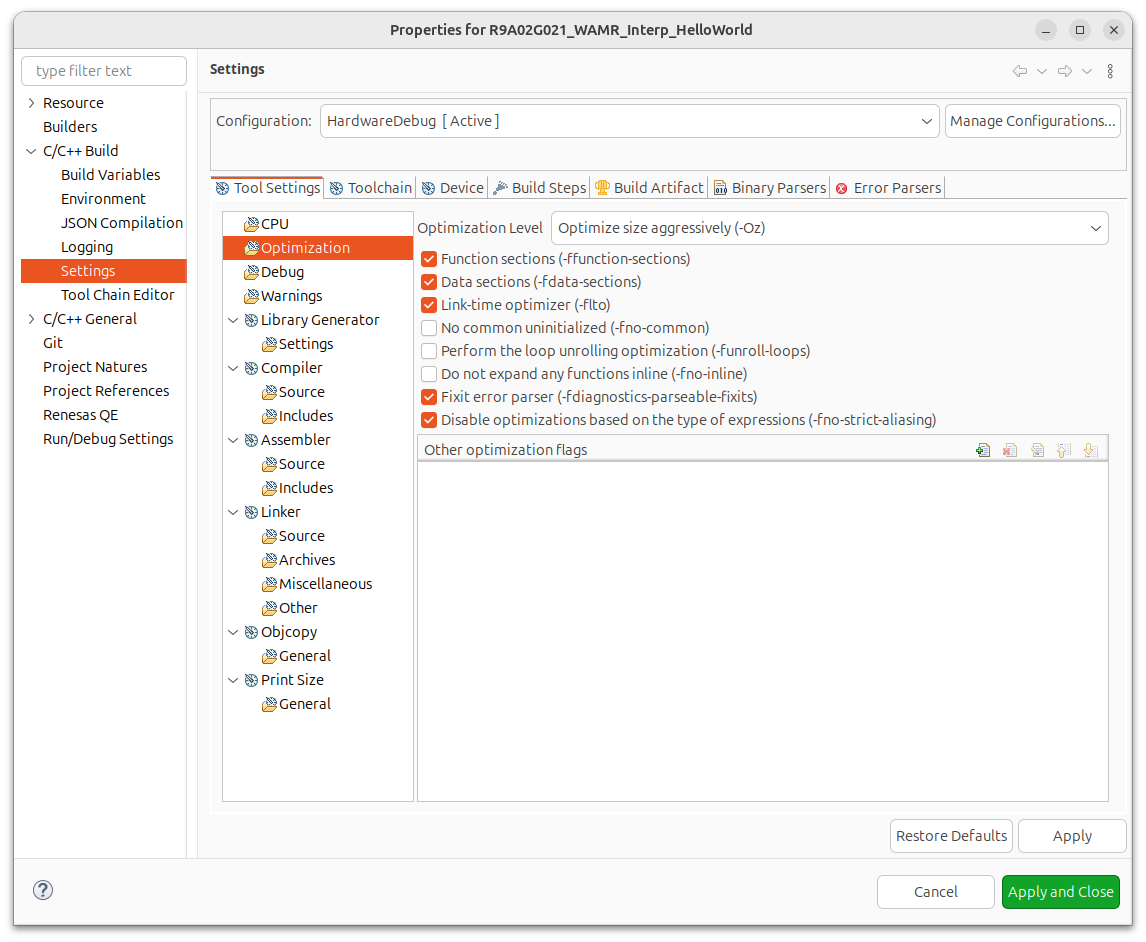 Properties for R9A02G021_WAMR_Interp_HelloWorld
type filter text
Resource
Builders
C/C++ Build
Build Variables
Environment
JSON Compilation
Logging
Settings
Tool Chain Editor
C/C++ General
Git
Project Natures
Project References
Renesas QE
Run/Debug Settings
Settings
Configuration: HardwareDebug [ Active ] Manage Configurations...
Tool Settings Toolchain Device Build Steps Build Artifact Binary Parsers Error Parsers
CPU
Optimization
Debug
Warnings
Library Generator
Settings
Compiler
Source
Includes
Assembler
Source
Includes
Linker
Source
Archives
Miscellaneous
Other
Objcopy
General
Print Size
General
Optimization Level Optimize size aggressively (-Oz)
Function sections (-ffunction-sections)
Data sections (-fdata-sections)
Link-time optimizer (-flto)
No common uninitialized (-fno-common)
Perform the loop unrolling optimization (-funroll-loops)
Do not expand any functions inline (-fno-inline)
Fixit error parser (-fdiagnostics-parseable-fixits)
Disable optimizations based on the type of expressions (-fno-strict-aliasing)
Other optimization flags
Restore Defaults Apply
? Cancel Apply and Close